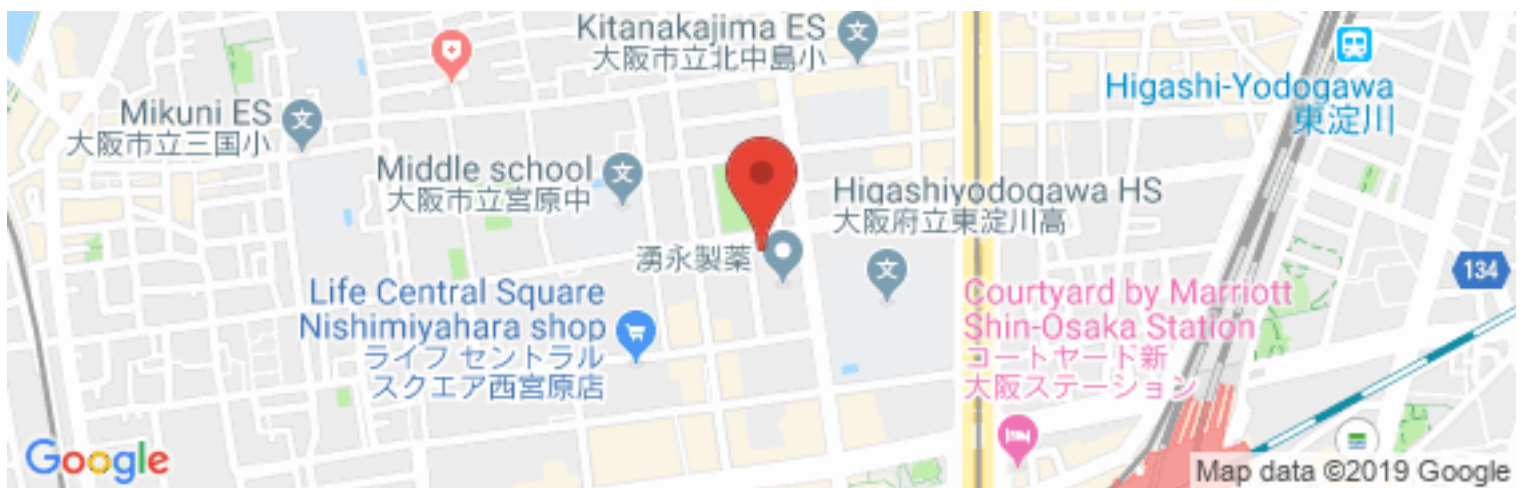 Kitanakajima ES
大阪市立北中島小
Higashi-Yodogawa
東淀川
Mikuni ES
大阪市立三国小
Middle school
大阪市立宮原中
Higashiyodogawa HS
大阪府立東淀川高
湧永製薬
134
Life Central Square
Nishimiyahara shop
ライフ セントラル
スクエア西宮原店
Courtyard by Marriott
Shin-Osaka Station
コートヤード新
大阪ステーション
文
文
文
文
Google
Map data ©2019 Google